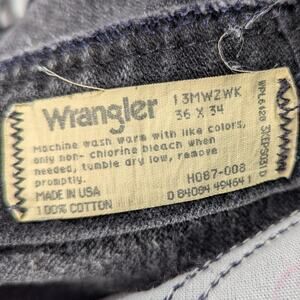 Wrangler
13MWZWK
36 X 34
Machine wash warm with like colors,
only non- chlorine bleach when
needed, tumble dry low, remove
promptly.
MADE IN USA
100% COTTON
H087-008
0 84084 49464 1